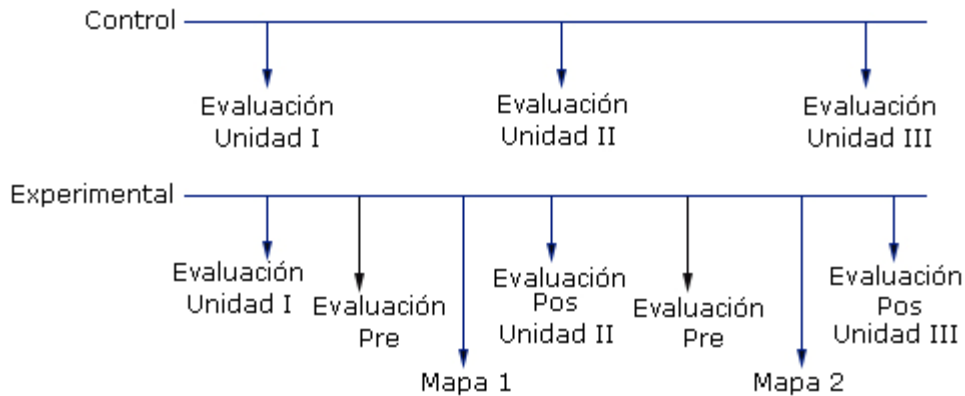 Control
Evaluación
Unidad I
Evaluación
Unidad II
Evaluación
Unidad III
Experimental
Evaluación
Unidad I
Evaluación
Pre
Mapa 1
Evaluación
Pos
Unidad II
Evaluación
Pre
Mapa 2
Evaluación
Pos
Unidad III